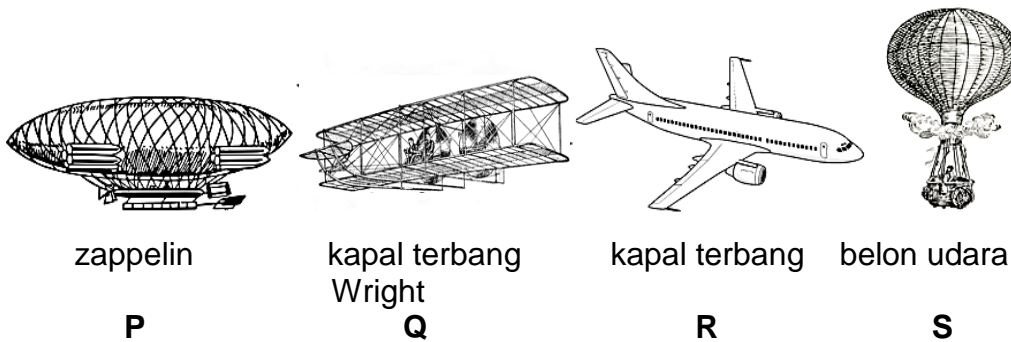 zappelin kapal terbang kapal terbang belon udara
Wright
P Q R S